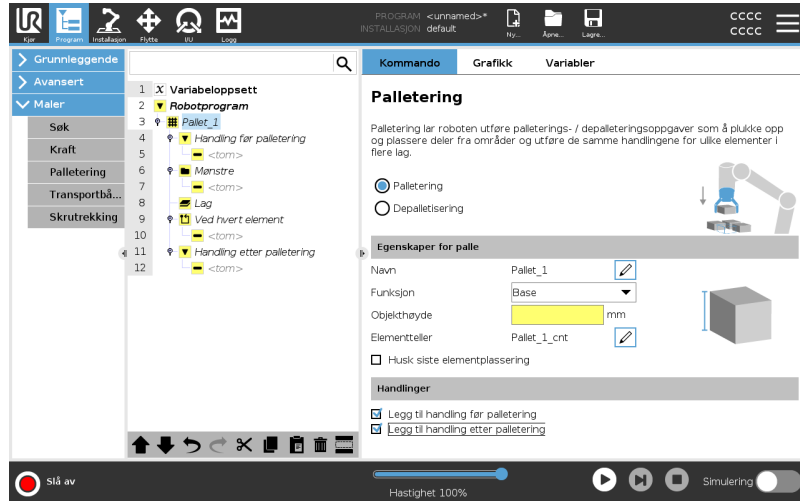 PROGRAM <unnamed>*
INSTALLASJON default
CCCC
CCCC
UR
Kjør
Program
Installasjon
Flytte
I/U
Logg
Ny...
Åpne...
Lagre...
Grunnleggende
Avansert
Maler
Søk
Kraft
Palletering
Transportbå...
Skrutrekking
1 X Variabeloppsett
2 Robotprogram
3 Pallet_1
4 Handling før palletering
5 <tom>
6 Mønstre
7 <tom>
8 Lag
9 Ved hvert element
10 <tom>
11 Handling etter palletering
12 <tom>
Kommando Grafikk Variabler
Palletering
Palletering lar roboten utføre palleterings- / depalleteringsoppgaver som å plukke opp
og plassere deler fra områder og utføre de samme handlingene for ulike elementer i
flere lag.
Palletering
Depalletisering
Egenskaper for palle
Navn Pallet_1
Funksjon Base
Objekthøyde mm
Elementteller Pallet_1_cnt
Husk siste elementplassering
Handlinger
Legg til handling før palletering
Legg til handling etter palletering
Slå av
Hastighet 100%
Simulering